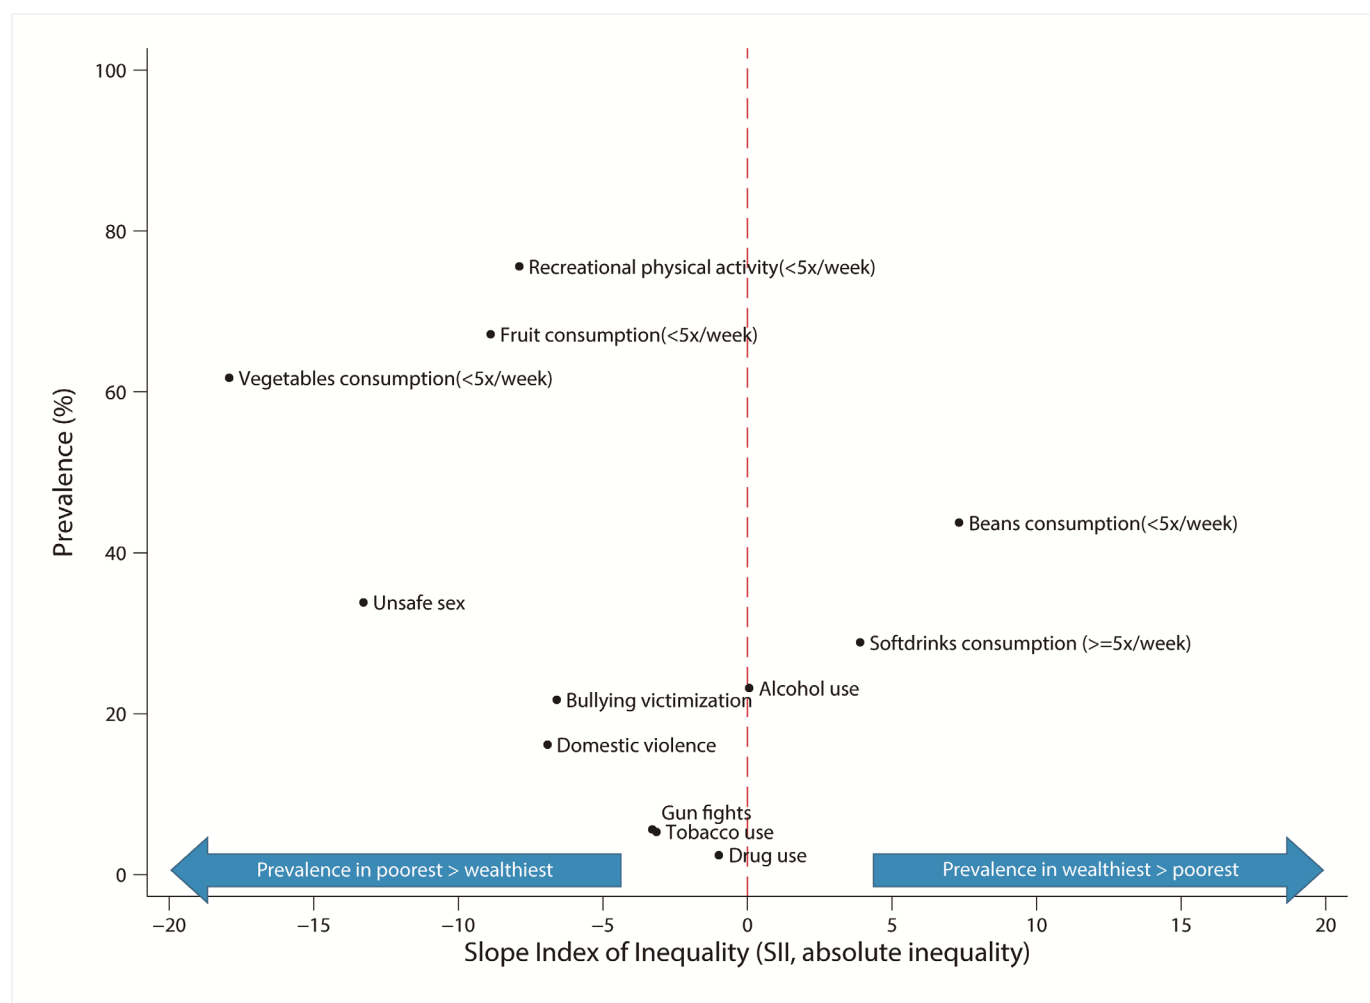 100
80
60
40
20
0
Prevalence (%)
Recreational physical activity(<5x/week)
Fruit consumption(<5x/week)
Vegetables consumption(<5x/week)
Beans consumption(<5x/week)
Unsafe sex
Softdrinks consumption (>=5x/week)
Alcohol use
Bullying victimization
Domestic violence
Gun fights
Tobacco use
Drug use
Prevalence in poorest > wealthiest
Prevalence in wealthiest > poorest
−20 −15 −10 −5 0 5 10 15 20
Slope Index of Inequality (SII, absolute inequality)